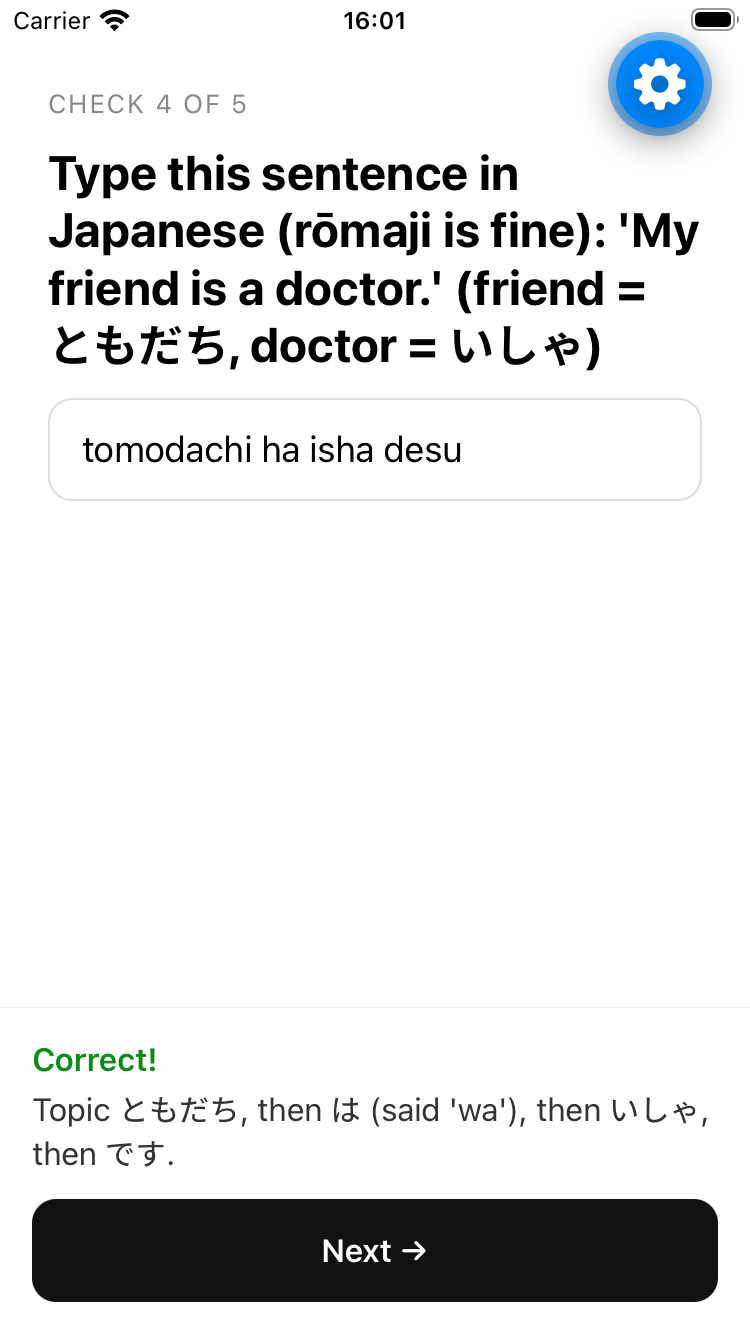 Carrier 16:01
CHECK 4 OF 5
Type this sentence in
Japanese (rōmaji is fine): 'My
friend is a doctor.' (friend =
ともだち, doctor = いしゃ)
tomodachi ha isha desu
Correct!
Topic ともだち, then は (said 'wa'), then いしゃ,
then です.
Next →